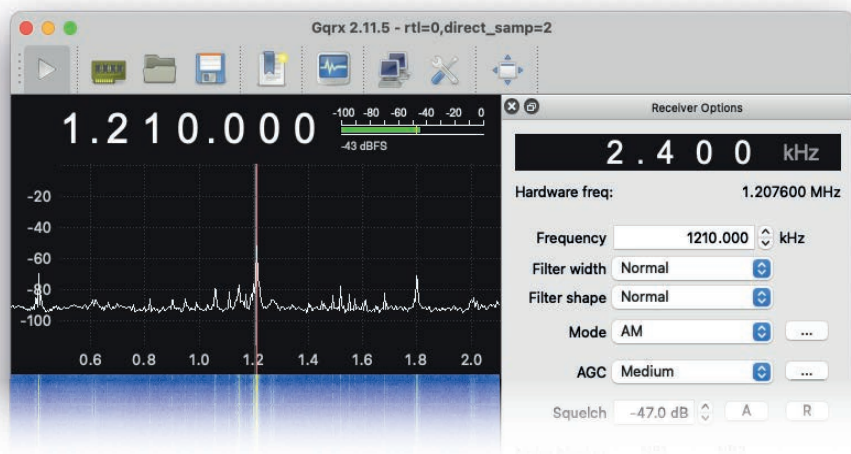 Gqrx 2.11.5 - rtl=0,direct_samp=2
1.210.000
-100 -80 -60 -40 -20 0
-43 dBFS
-20
-40
-60
-80
-100
0.6 0.8 1.0 1.2 1.4 1.6 1.8 2.0
Receiver Options
2.400 kHz
Hardware freq: 1.207600 MHz
Frequency 1210.000 kHz
Filter width Normal
Filter shape Normal
Mode AM ...
AGC Medium ...
Squelch -47.0 dB A R